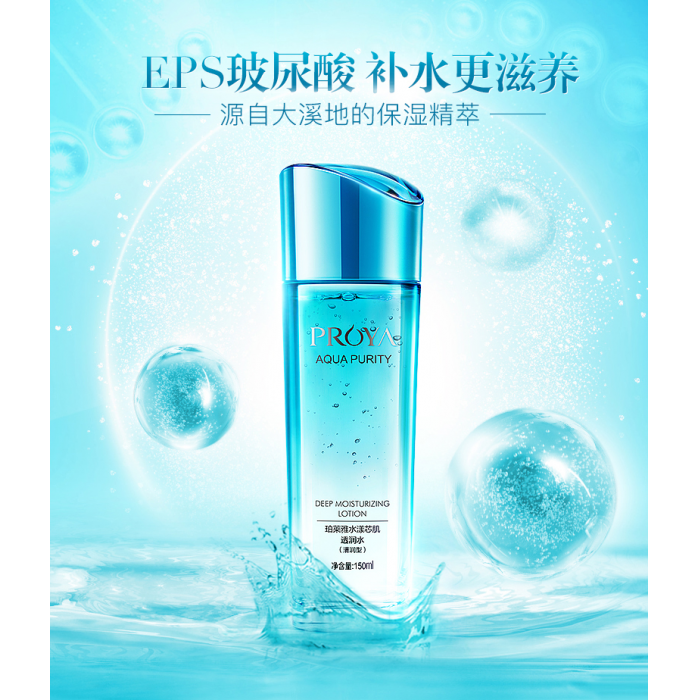 EPS玻尿酸 补水更滋养
源自大溪地的保湿精萃
PROYA
AQUA PURITY
DEEP MOISTURIZING
LOTION
珀莱雅水漾芯肌
透润水
(清润型)
净含量:150ml